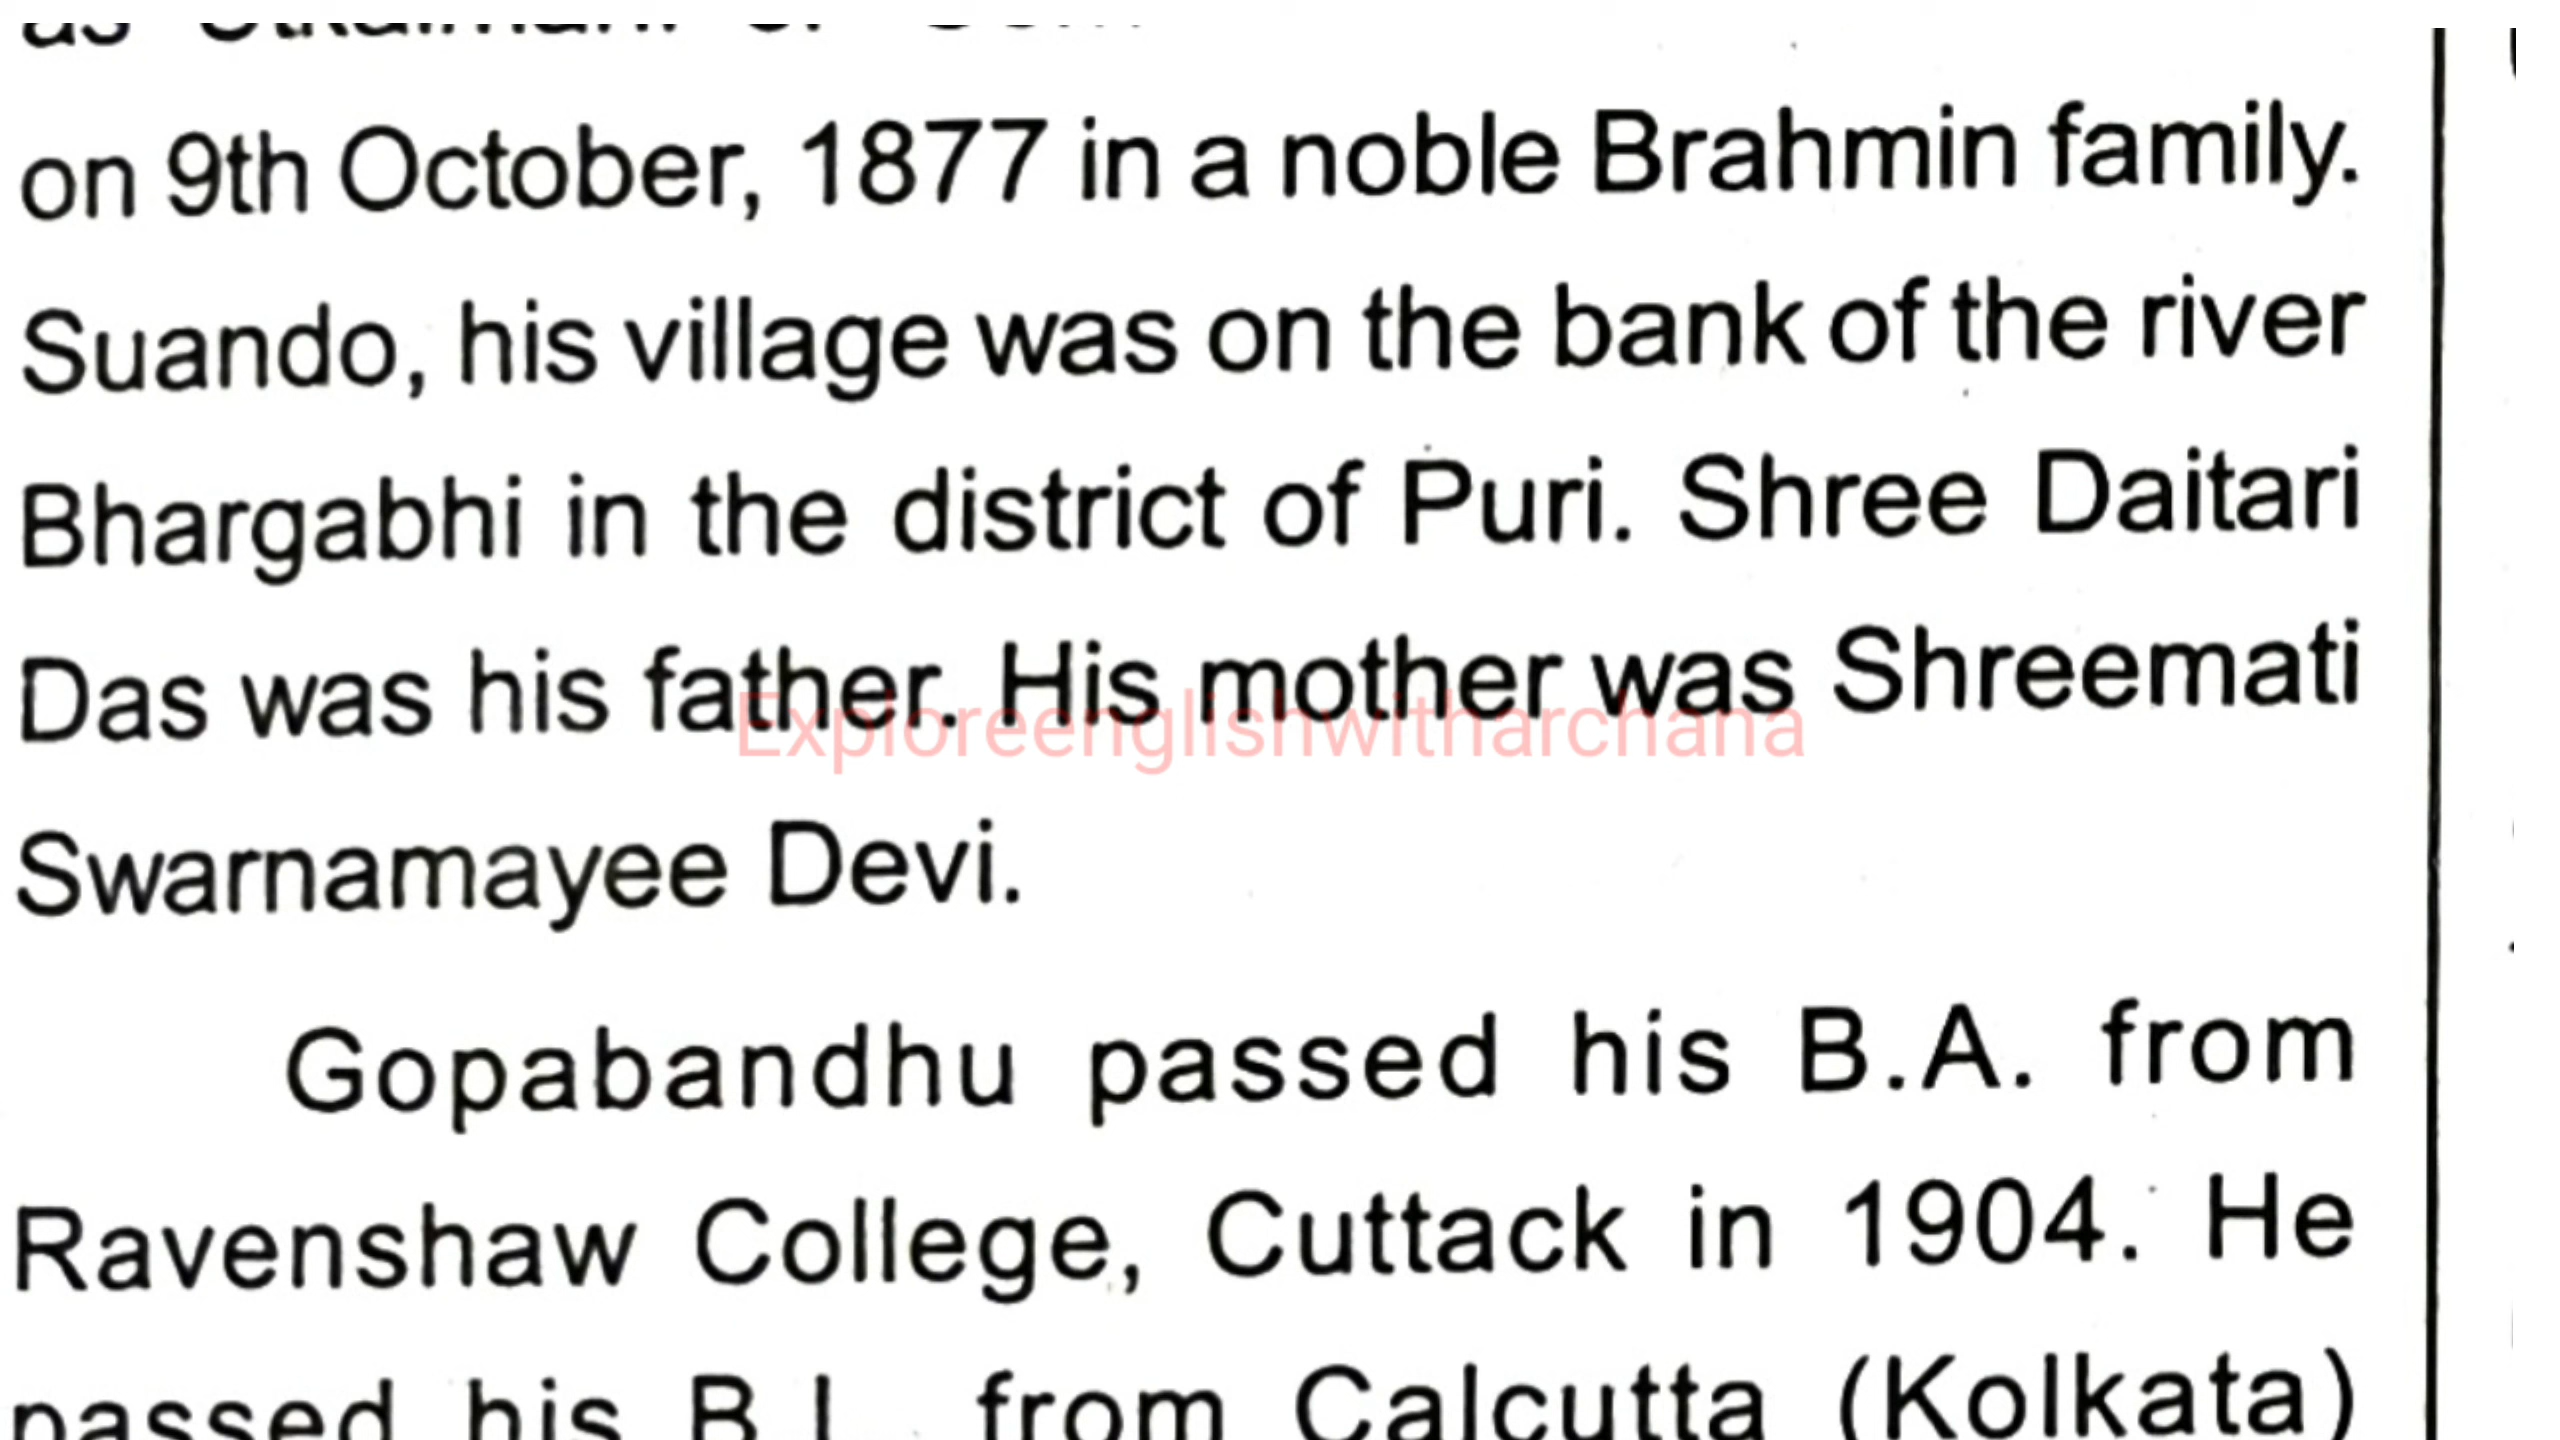 as Utkalmani
on 9th October, 1877 in a noble Brahmin family.
Suando, his village was on the bank of the river
Bhargabhi in the district of Puri. Shree Daitari
Das was his father. His mother was Shreemati
Exploreenglishwitharchana
Swarnamayee Devi.
Gopabandhu passed his B.A. from
Ravenshaw College, Cuttack in 1904. He
passed his B.L. from Calcutta (Kolkata)